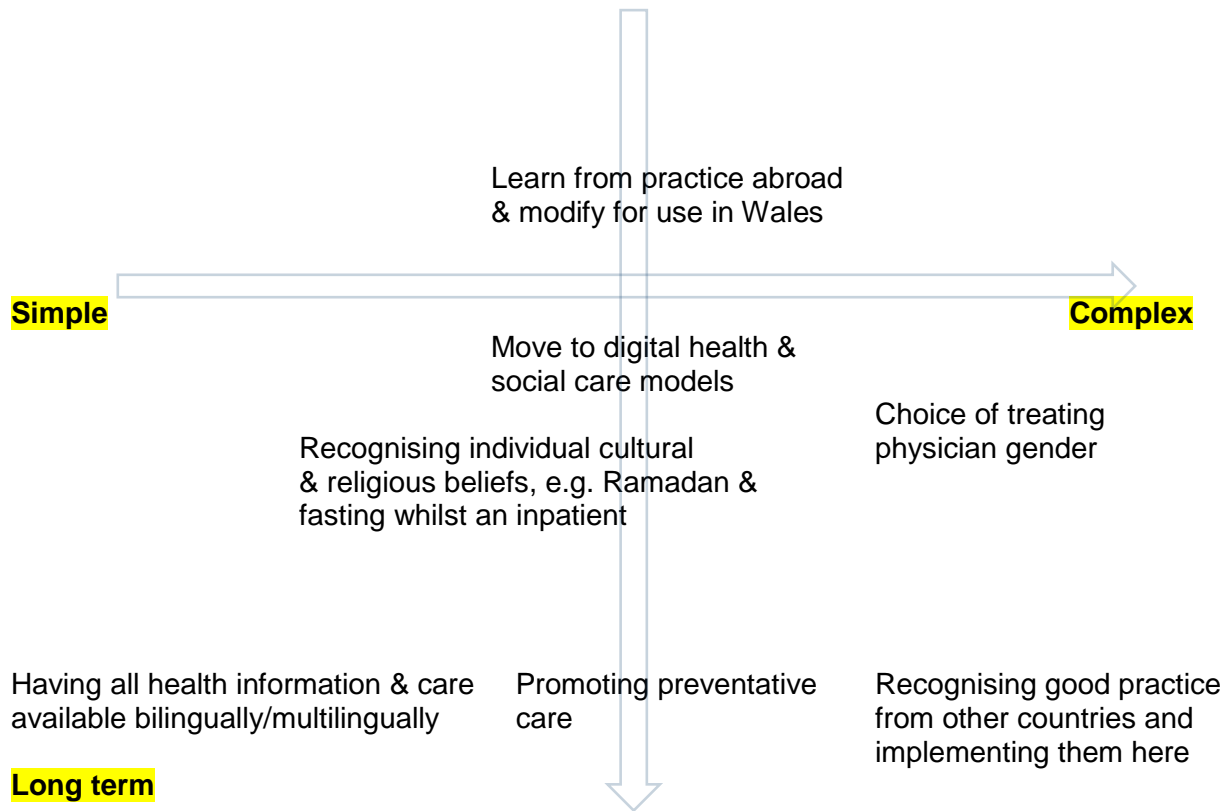 Learn from practice abroad
& modify for use in Wales
Simple
Complex
Move to digital health &
social care models
Choice of treating
physician gender
Recognising individual cultural
& religious beliefs, e.g. Ramadan &
fasting whilst an inpatient
Having all health information & care
available bilingually/multilingually
Promoting preventative
care
Recognising good practice
from other countries and
implementing them here
Long term